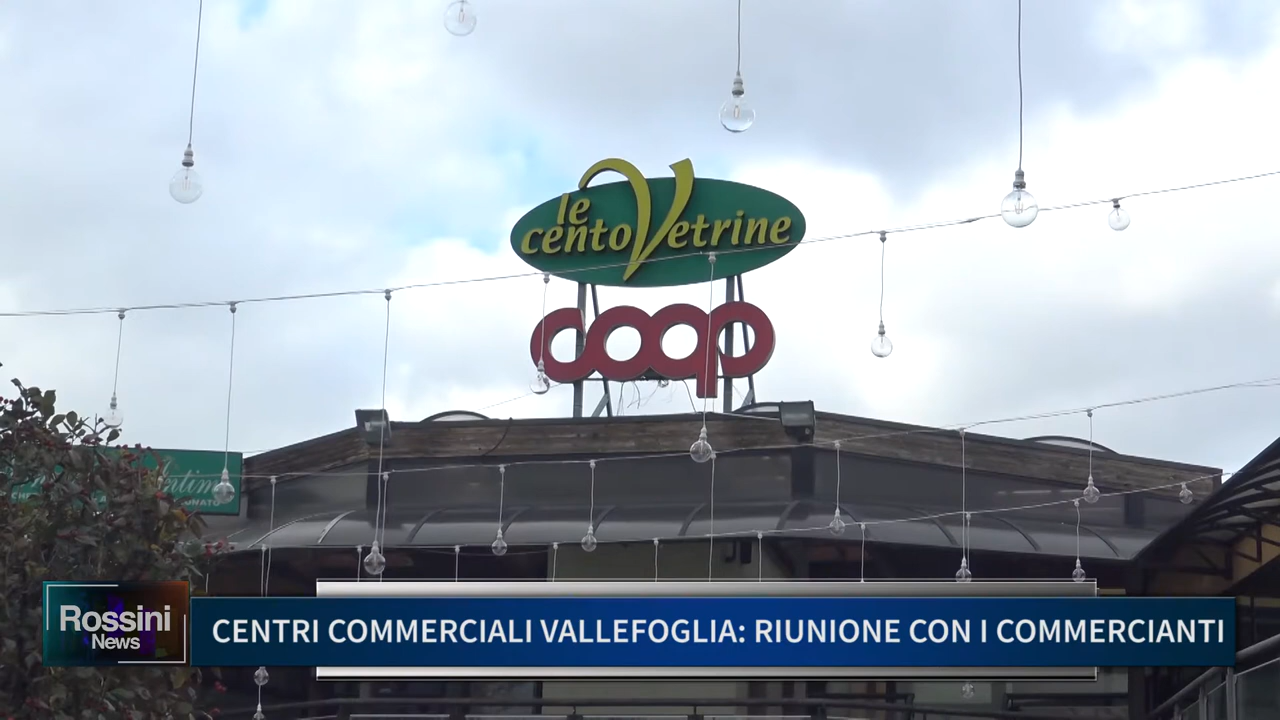 le
centoVetrine
coop
Rossini
News
CENTRI COMMERCIALI VALLEFOGLIA: RIUNIONE CON I COMMERCIANTI